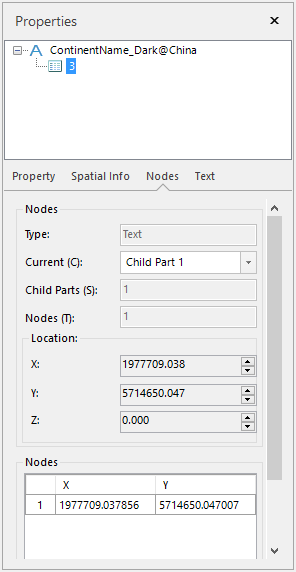 Properties
ContinentName_Dark@China
3
Property Spatial Info Nodes Text
Nodes
Type: Text
Current (C): Child Part 1
Child Parts (S): 1
Nodes (T): 1
Location:
X: 1977709.038
Y: 5714650.047
Z: 0.000
Nodes
X Y
1 1977709.037856 5714650.047007